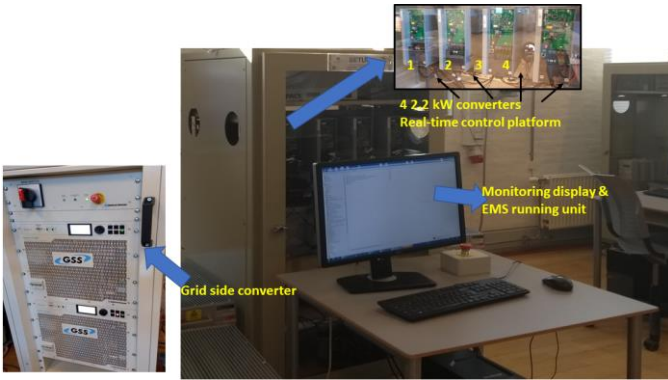 1 2 3 4
4 2.2 kW converters
Real-time control platform
Monitoring display &
EMS running unit
Grid side converter
GSS
GSS